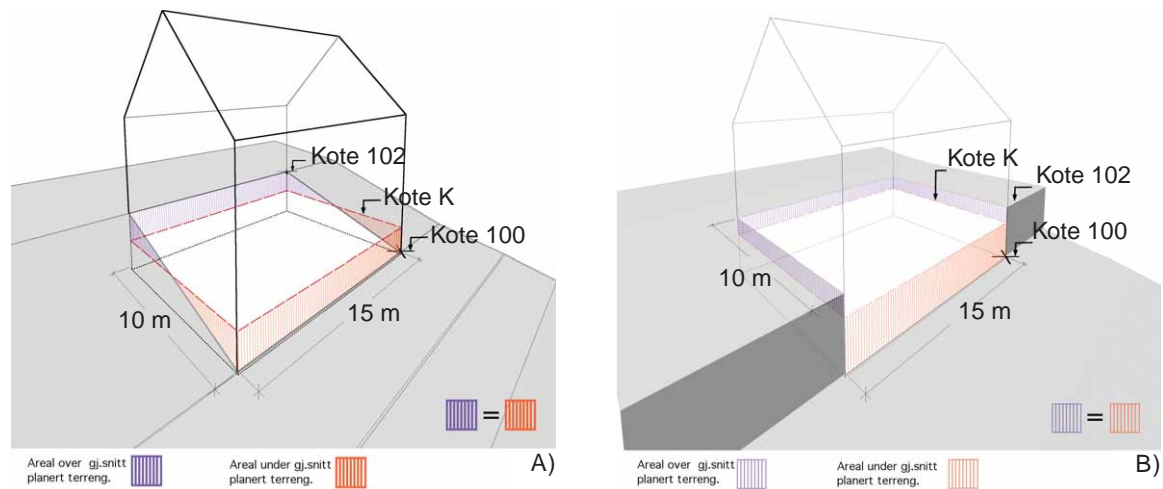 Kote 102
Kote K
Kote 100
10 m
15 m
=
Areal over gj.snitt
planert terreng.
Areal under gj.snitt
planert terreng.
A)
Kote K
Kote 102
Kote 100
10 m
15 m
=
Areal over gj.snitt
planert terreng.
Areal under gj.snitt
planert terreng.
B)